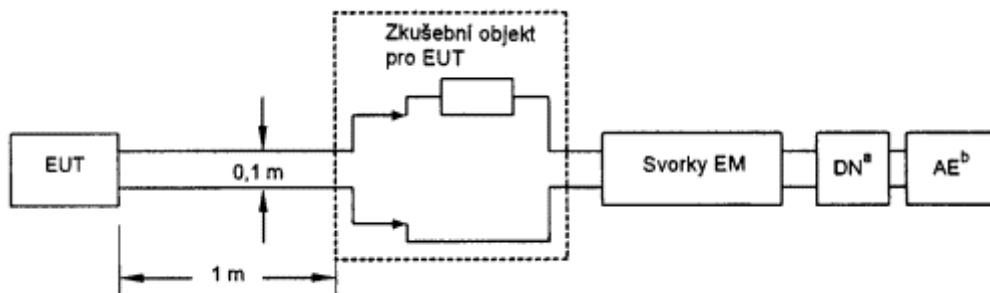 Zkušební objekt
pro EUT
EUT
0,1 m
Svorky EM
DNᵃ
AEᵇ
1 m